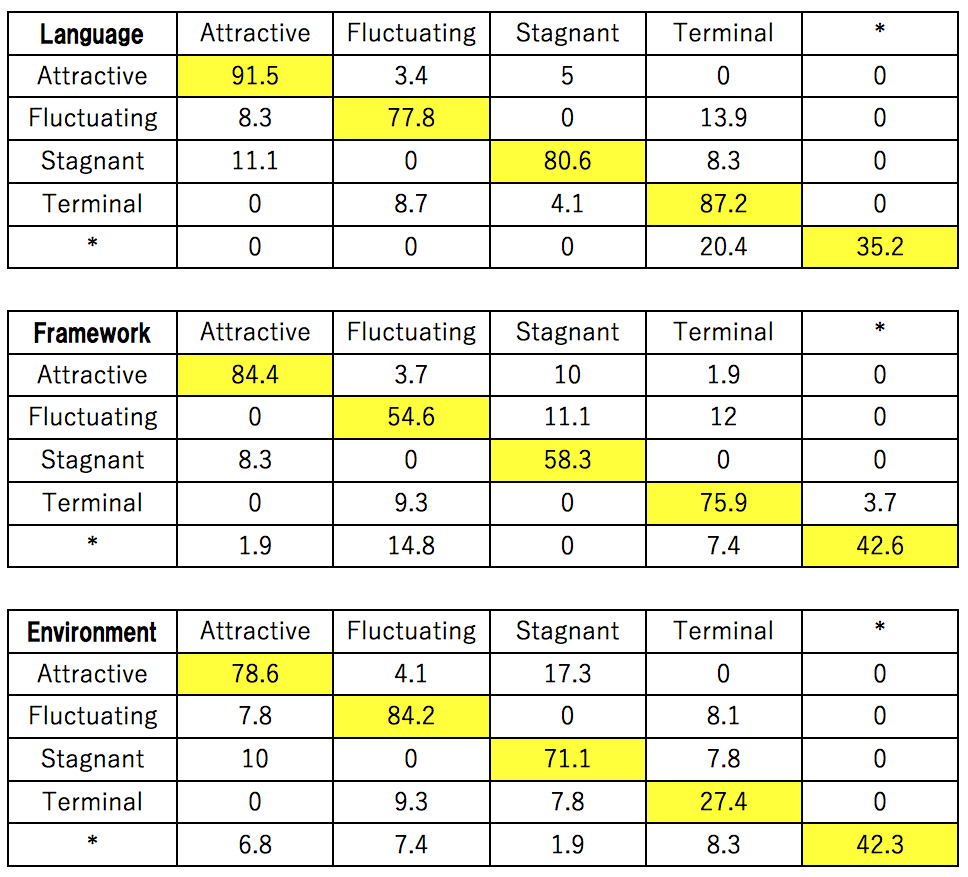 Language Attractive Fluctuating Stagnant Terminal *
Attractive 91.5 3.4 5 0 0
Fluctuating 8.3 77.8 0 13.9 0
Stagnant 11.1 0 80.6 8.3 0
Terminal 0 8.7 4.1 87.2 0
* 0 0 0 20.4 35.2
Framework Attractive Fluctuating Stagnant Terminal *
Attractive 84.4 3.7 10 1.9 0
Fluctuating 0 54.6 11.1 12 0
Stagnant 8.3 0 58.3 0 0
Terminal 0 9.3 0 75.9 3.7
* 1.9 14.8 0 7.4 42.6
Environment Attractive Fluctuating Stagnant Terminal *
Attractive 78.6 4.1 17.3 0 0
Fluctuating 7.8 84.2 0 8.1 0
Stagnant 10 0 71.1 7.8 0
Terminal 0 9.3 7.8 27.4 0
* 6.8 7.4 1.9 8.3 42.3